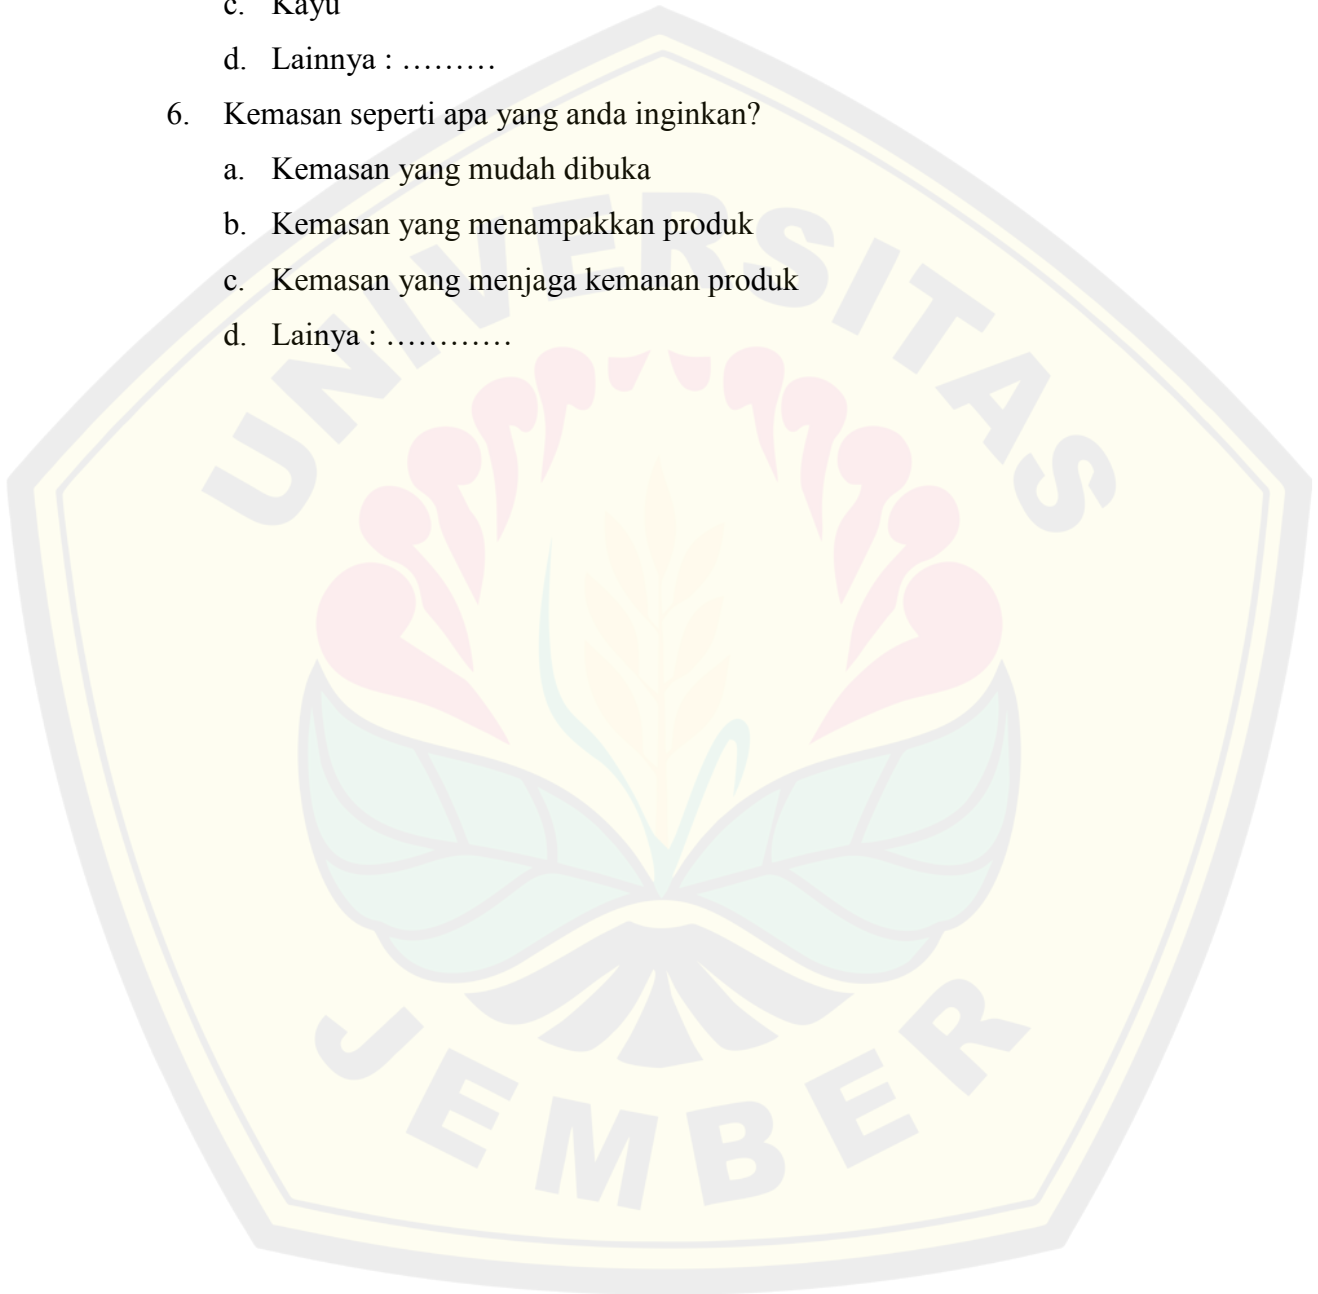 c. Kayu
d. Lainnya : .........
6. Kemasan seperti apa yang anda inginkan?
a. Kemasan yang mudah dibuka
b. Kemasan yang menampakkan produk
c. Kemasan yang menjaga kemanan produk
d. Lainya : ............
UNIVERSITAS
JEMBER